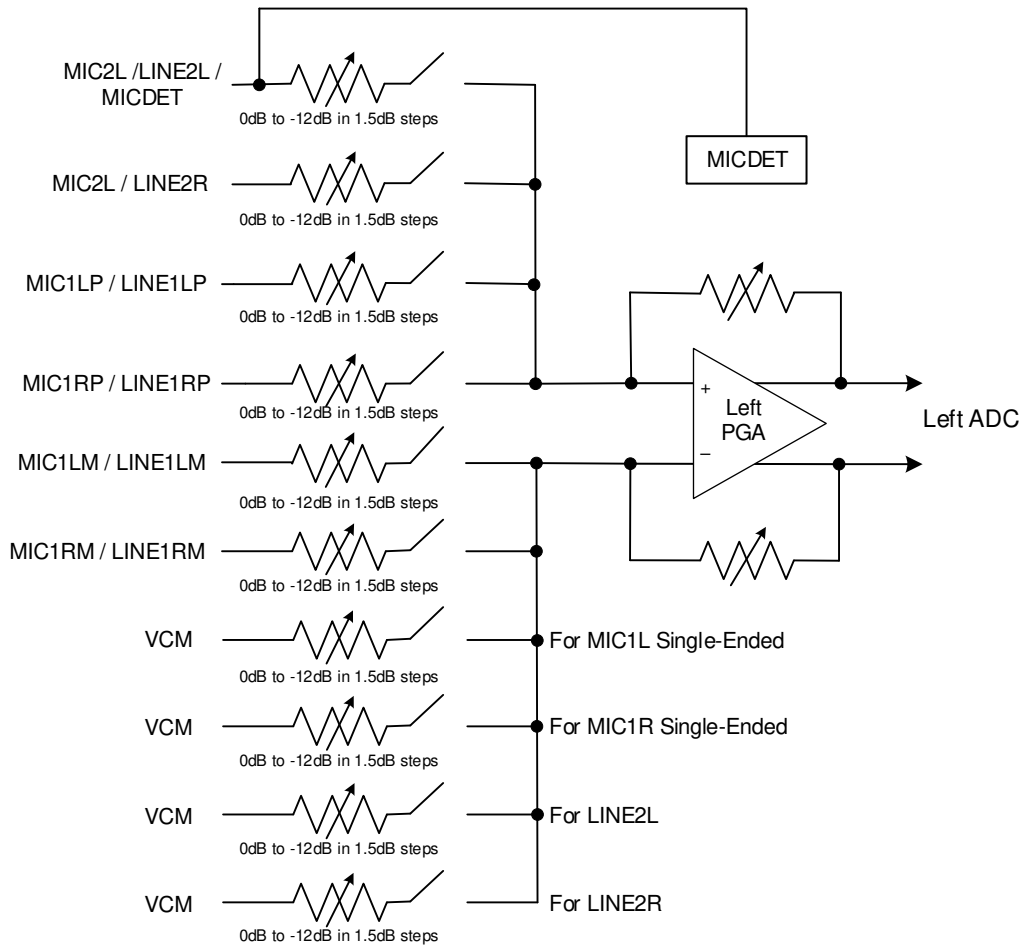 MIC2L /LINE2L /
MICDET
0dB to -12dB in 1.5dB steps
MICDET
MIC2L / LINE2R
0dB to -12dB in 1.5dB steps
MIC1LP / LINE1LP
0dB to -12dB in 1.5dB steps
MIC1RP / LINE1RP
0dB to -12dB in 1.5dB steps
+
Left
PGA
–
Left ADC
MIC1LM / LINE1LM
0dB to -12dB in 1.5dB steps
MIC1RM / LINE1RM
0dB to -12dB in 1.5dB steps
VCM
For MIC1L Single-Ended
0dB to -12dB in 1.5dB steps
VCM
For MIC1R Single-Ended
0dB to -12dB in 1.5dB steps
VCM
For LINE2L
0dB to -12dB in 1.5dB steps
VCM
For LINE2R
0dB to -12dB in 1.5dB steps